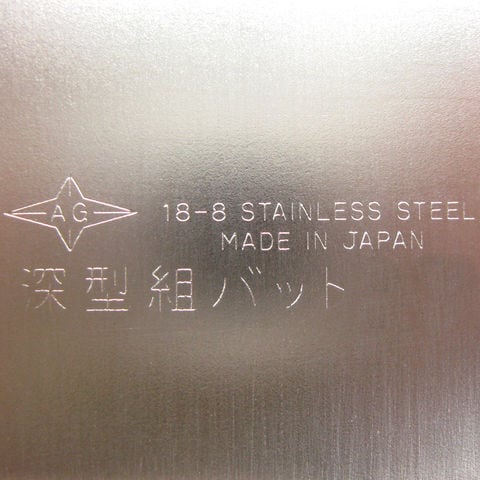 AG 18-8 STAINLESS STEEL
MADE IN JAPAN
深型組バット